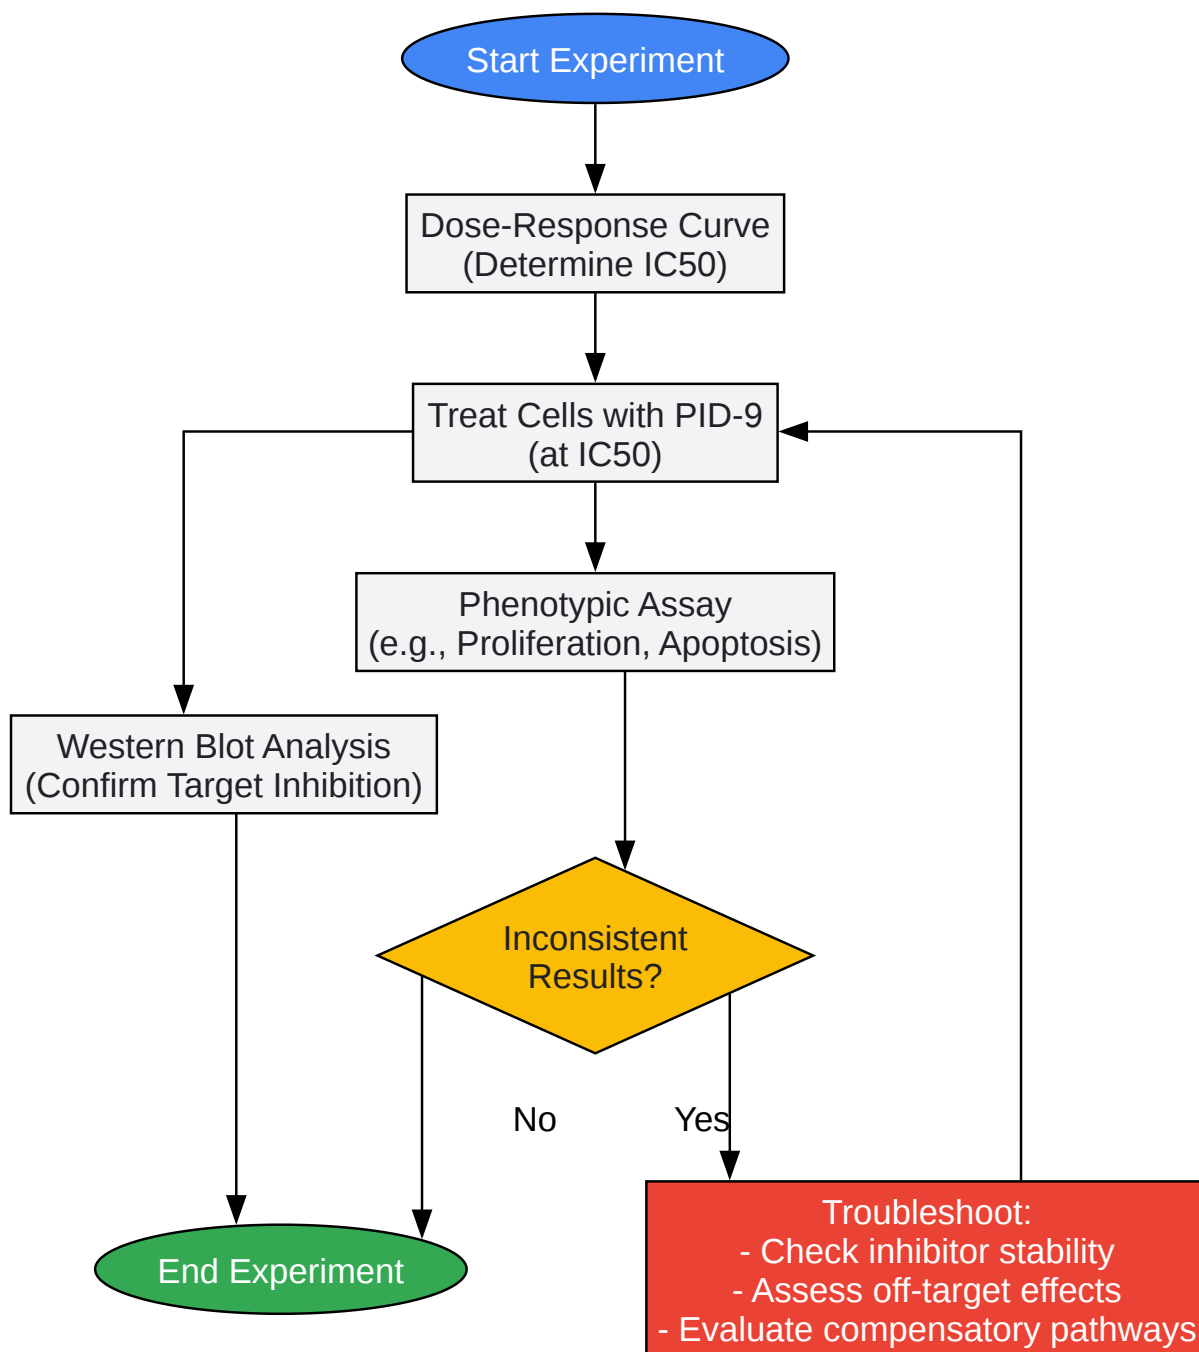 Start Experiment
Dose-Response Curve
(Determine IC50)
Treat Cells with PID-9
(at IC50)
Phenotypic Assay
(e.g., Proliferation, Apoptosis)
Western Blot Analysis
(Confirm Target Inhibition)
Inconsistent
Results?
No
Yes
End Experiment
Troubleshoot:
- Check inhibitor stability
- Assess off-target effects
- Evaluate compensatory pathways